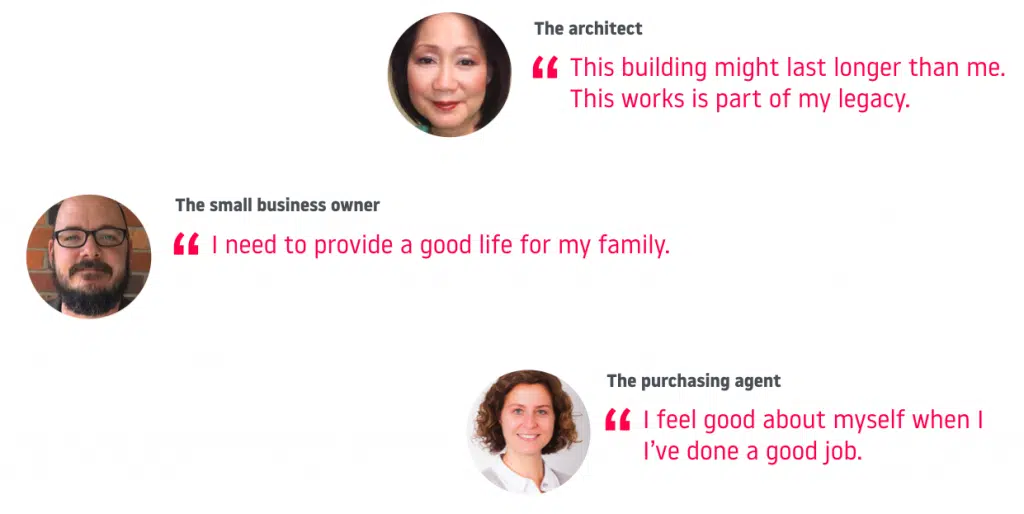 The architect
“ This building might last longer than me.
This works is part of my legacy.
The small business owner
“ I need to provide a good life for my family.
The purchasing agent
“ I feel good about myself when I
I’ve done a good job.